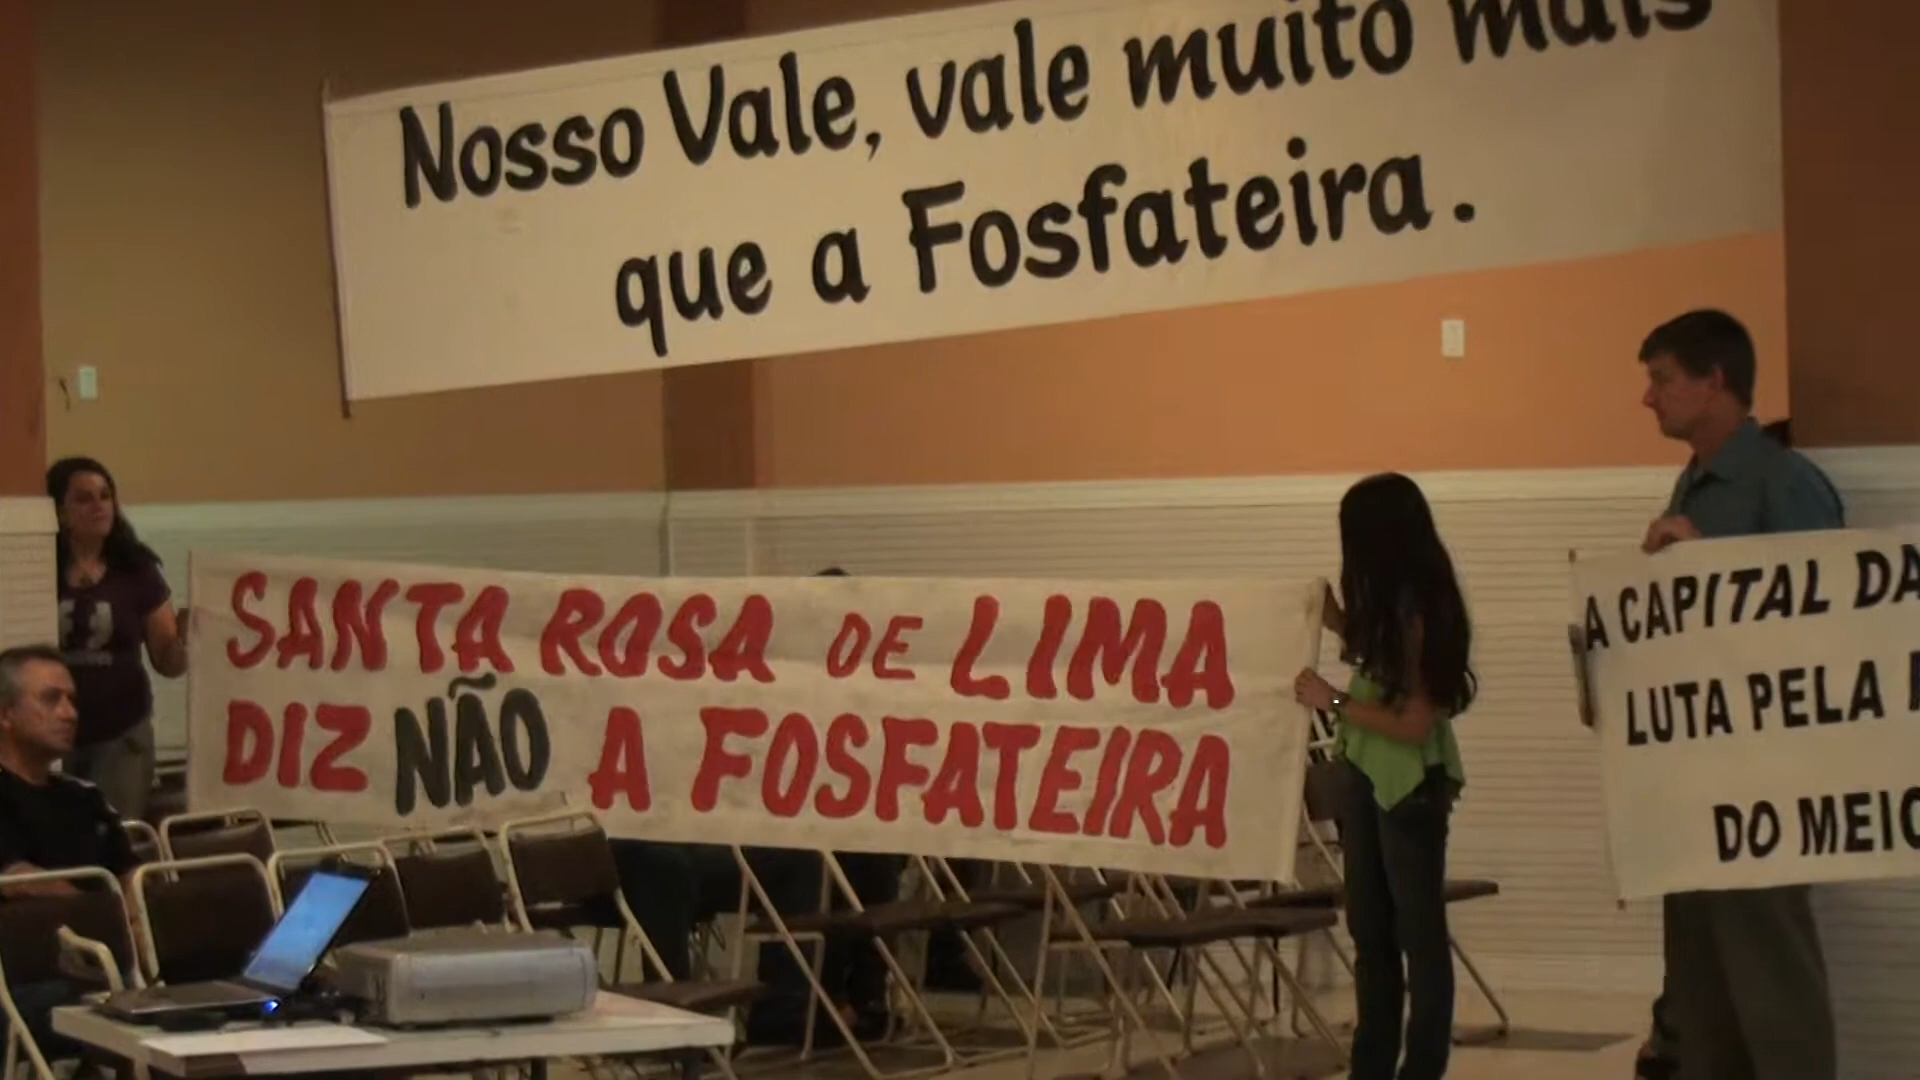 Nosso Vale, vale muito mais
que a Fosfateira.
SANTA ROSA DE LIMA
DIZ NÃO A FOSFATEIRA
A CAPITAL DA
LUTA PELA
DO MEIO